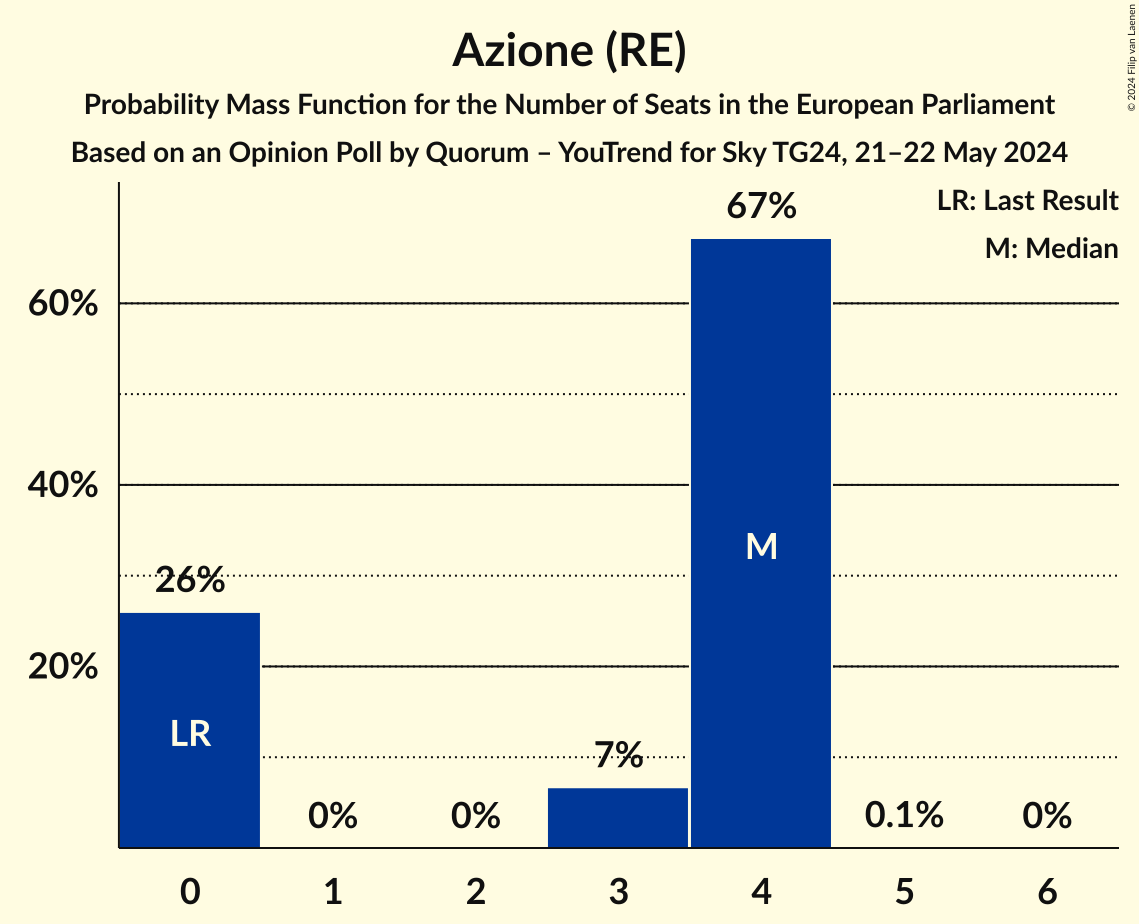 Azione (RE)
Probability Mass Function for the Number of Seats in the European Parliament
Based on an Opinion Poll by Quorum – YouTrend for Sky TG24, 21–22 May 2024
© 2024 Filip van Laenen
LR: Last Result
M: Median
60%
40%
20%
26%
0%
0%
7%
67%
0.1%
0%
LR
M
0 1 2 3 4 5 6